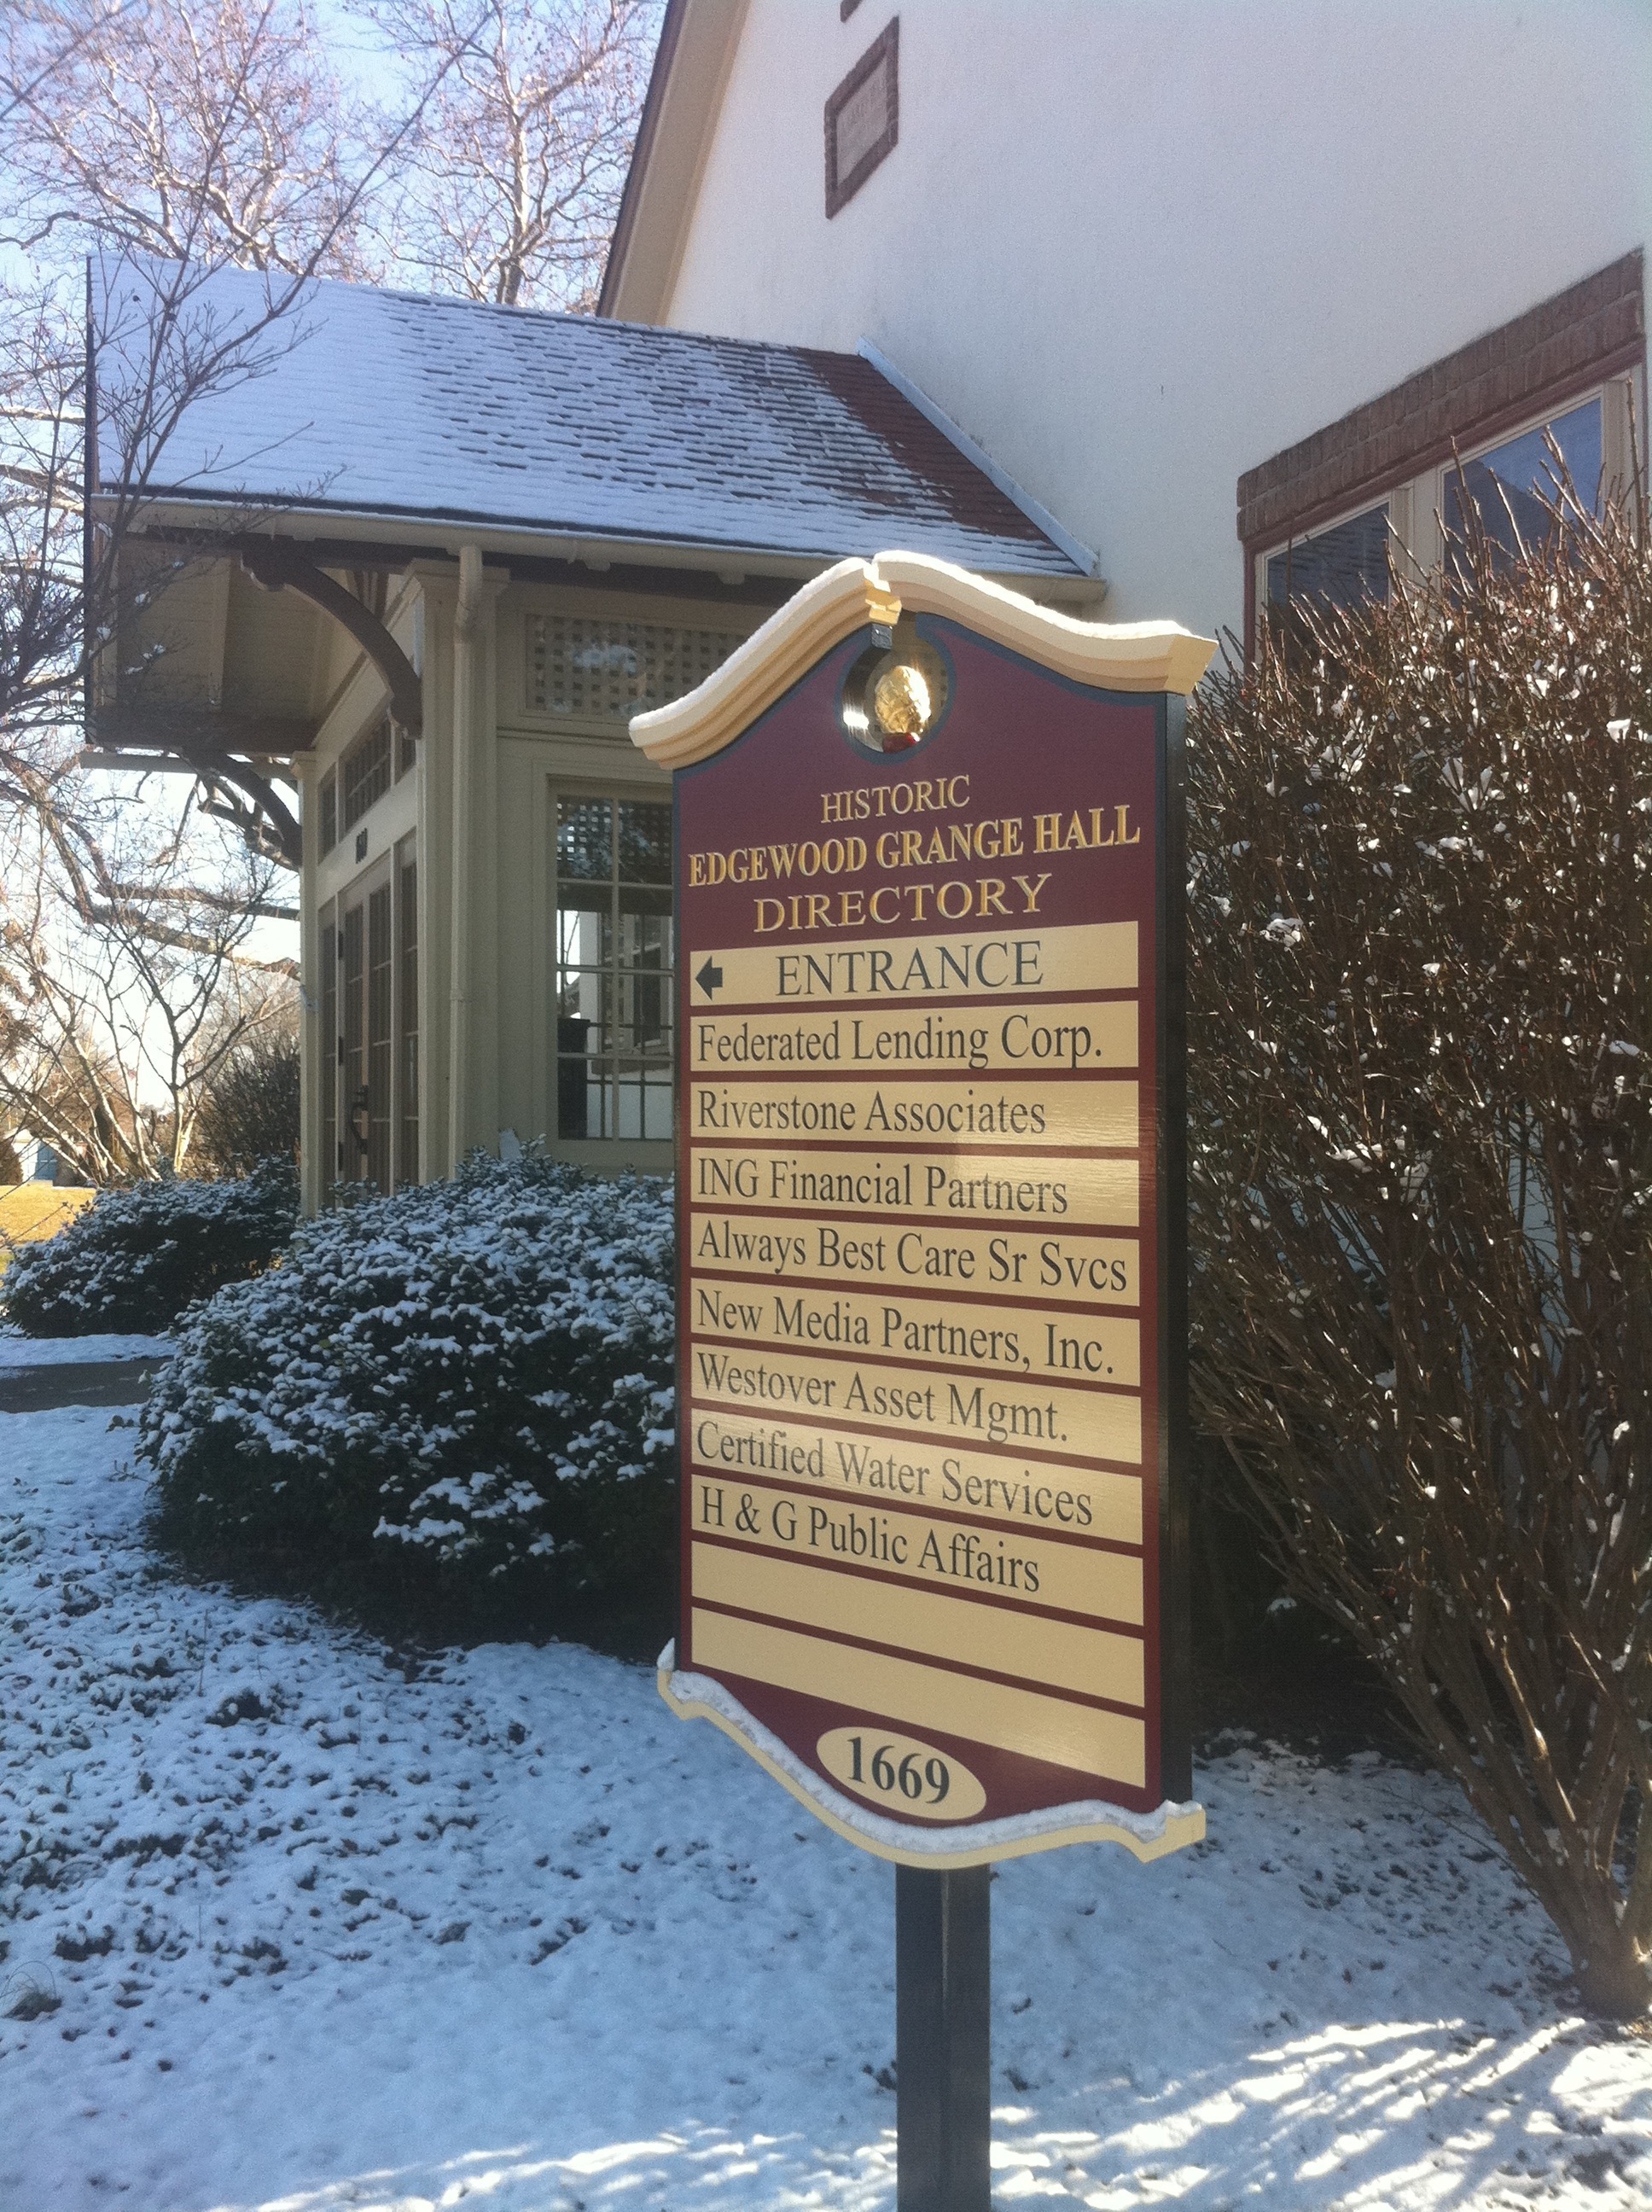 HISTORIC
EDGEWOOD GRANGE HALL
DIRECTORY
ENTRANCE
Federated Lending Corp.
Riverstone Associates
ING Financial Partners
Always Best Care Sr Svcs
New Media Partners, Inc.
Westover Asset Mgmt.
Certified Water Services
H & G Public Affairs
1669